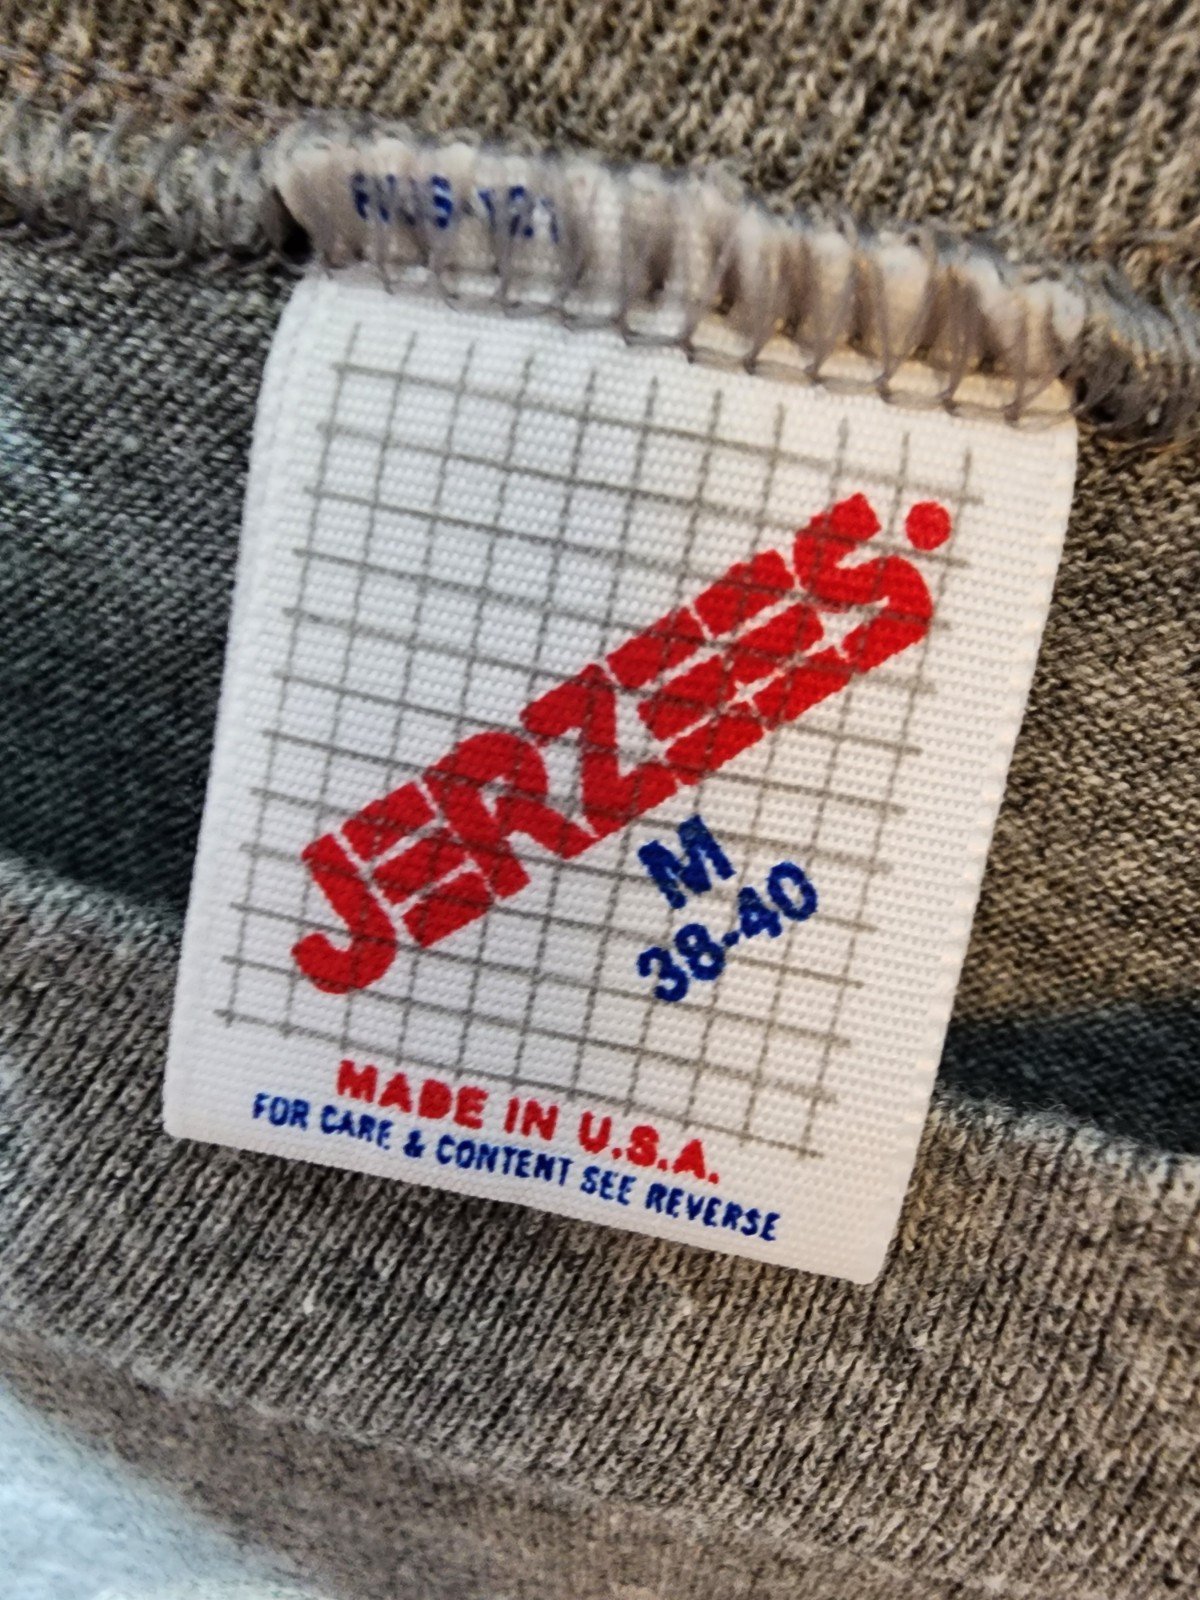 JERZEES.
M
38-40
MADE IN U.S.A.
FOR CARE & CONTENT SEE REVERSE